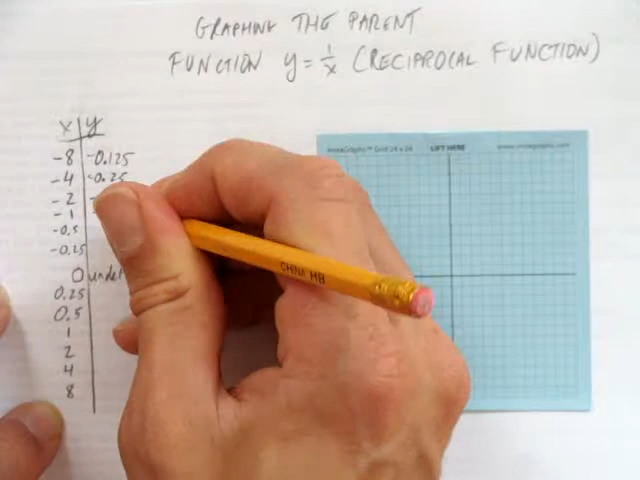 GRAPHING THE PARENT
FUNCTION y = 1/x (RECIPROCAL FUNCTION)
x y
-8 -0.125
-4 -0.25
-2 -
-1
-0.5
-0.25
0 undef
0.25
0.5
1
2
4
8
LIFT HERE
CHINA HB